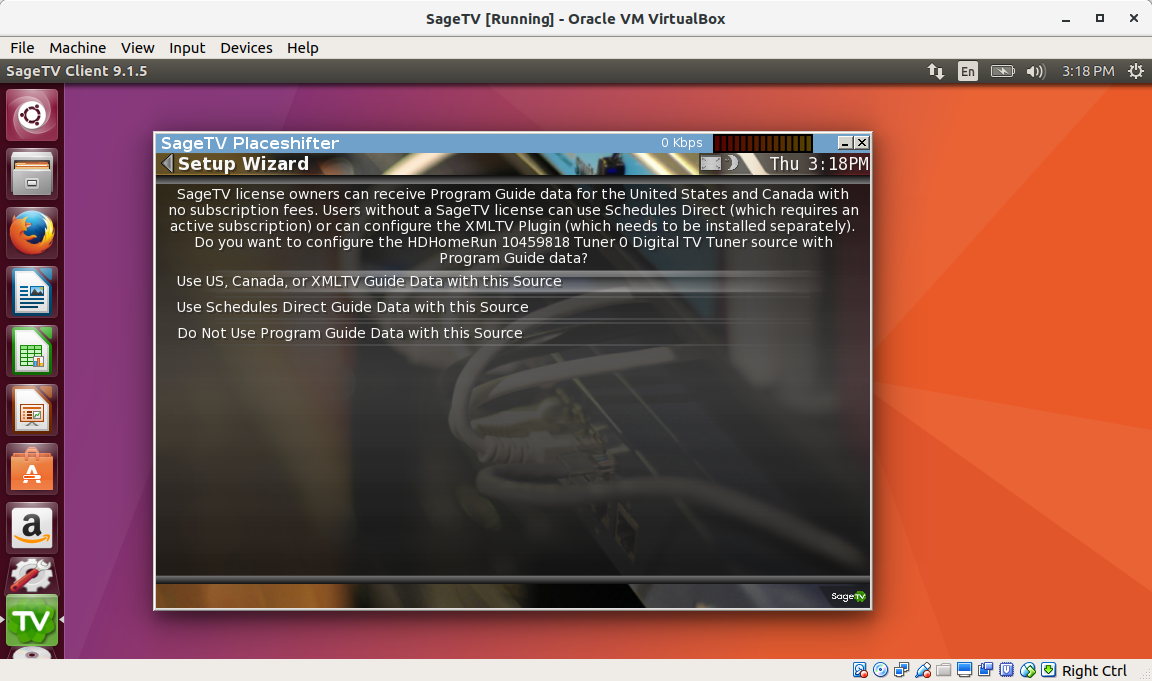 SageTV [Running] - Oracle VM VirtualBox
File Machine View Input Devices Help
SageTV Client 9.1.5 En 3:18 PM
SageTV Placeshifter 0 Kbps
Setup Wizard Thu 3:18PM
SageTV license owners can receive Program Guide data for the United States and Canada with
no subscription fees. Users without a SageTV license can use Schedules Direct (which requires an
active subscription) or can configure the XMLTV Plugin (which needs to be installed separately).
Do you want to configure the HDHomeRun 10459818 Tuner 0 Digital TV Tuner source with
Program Guide data?
Use US, Canada, or XMLTV Guide Data with this Source
Use Schedules Direct Guide Data with this Source
Do Not Use Program Guide Data with this Source
a
TV
SageTV
Right Ctrl